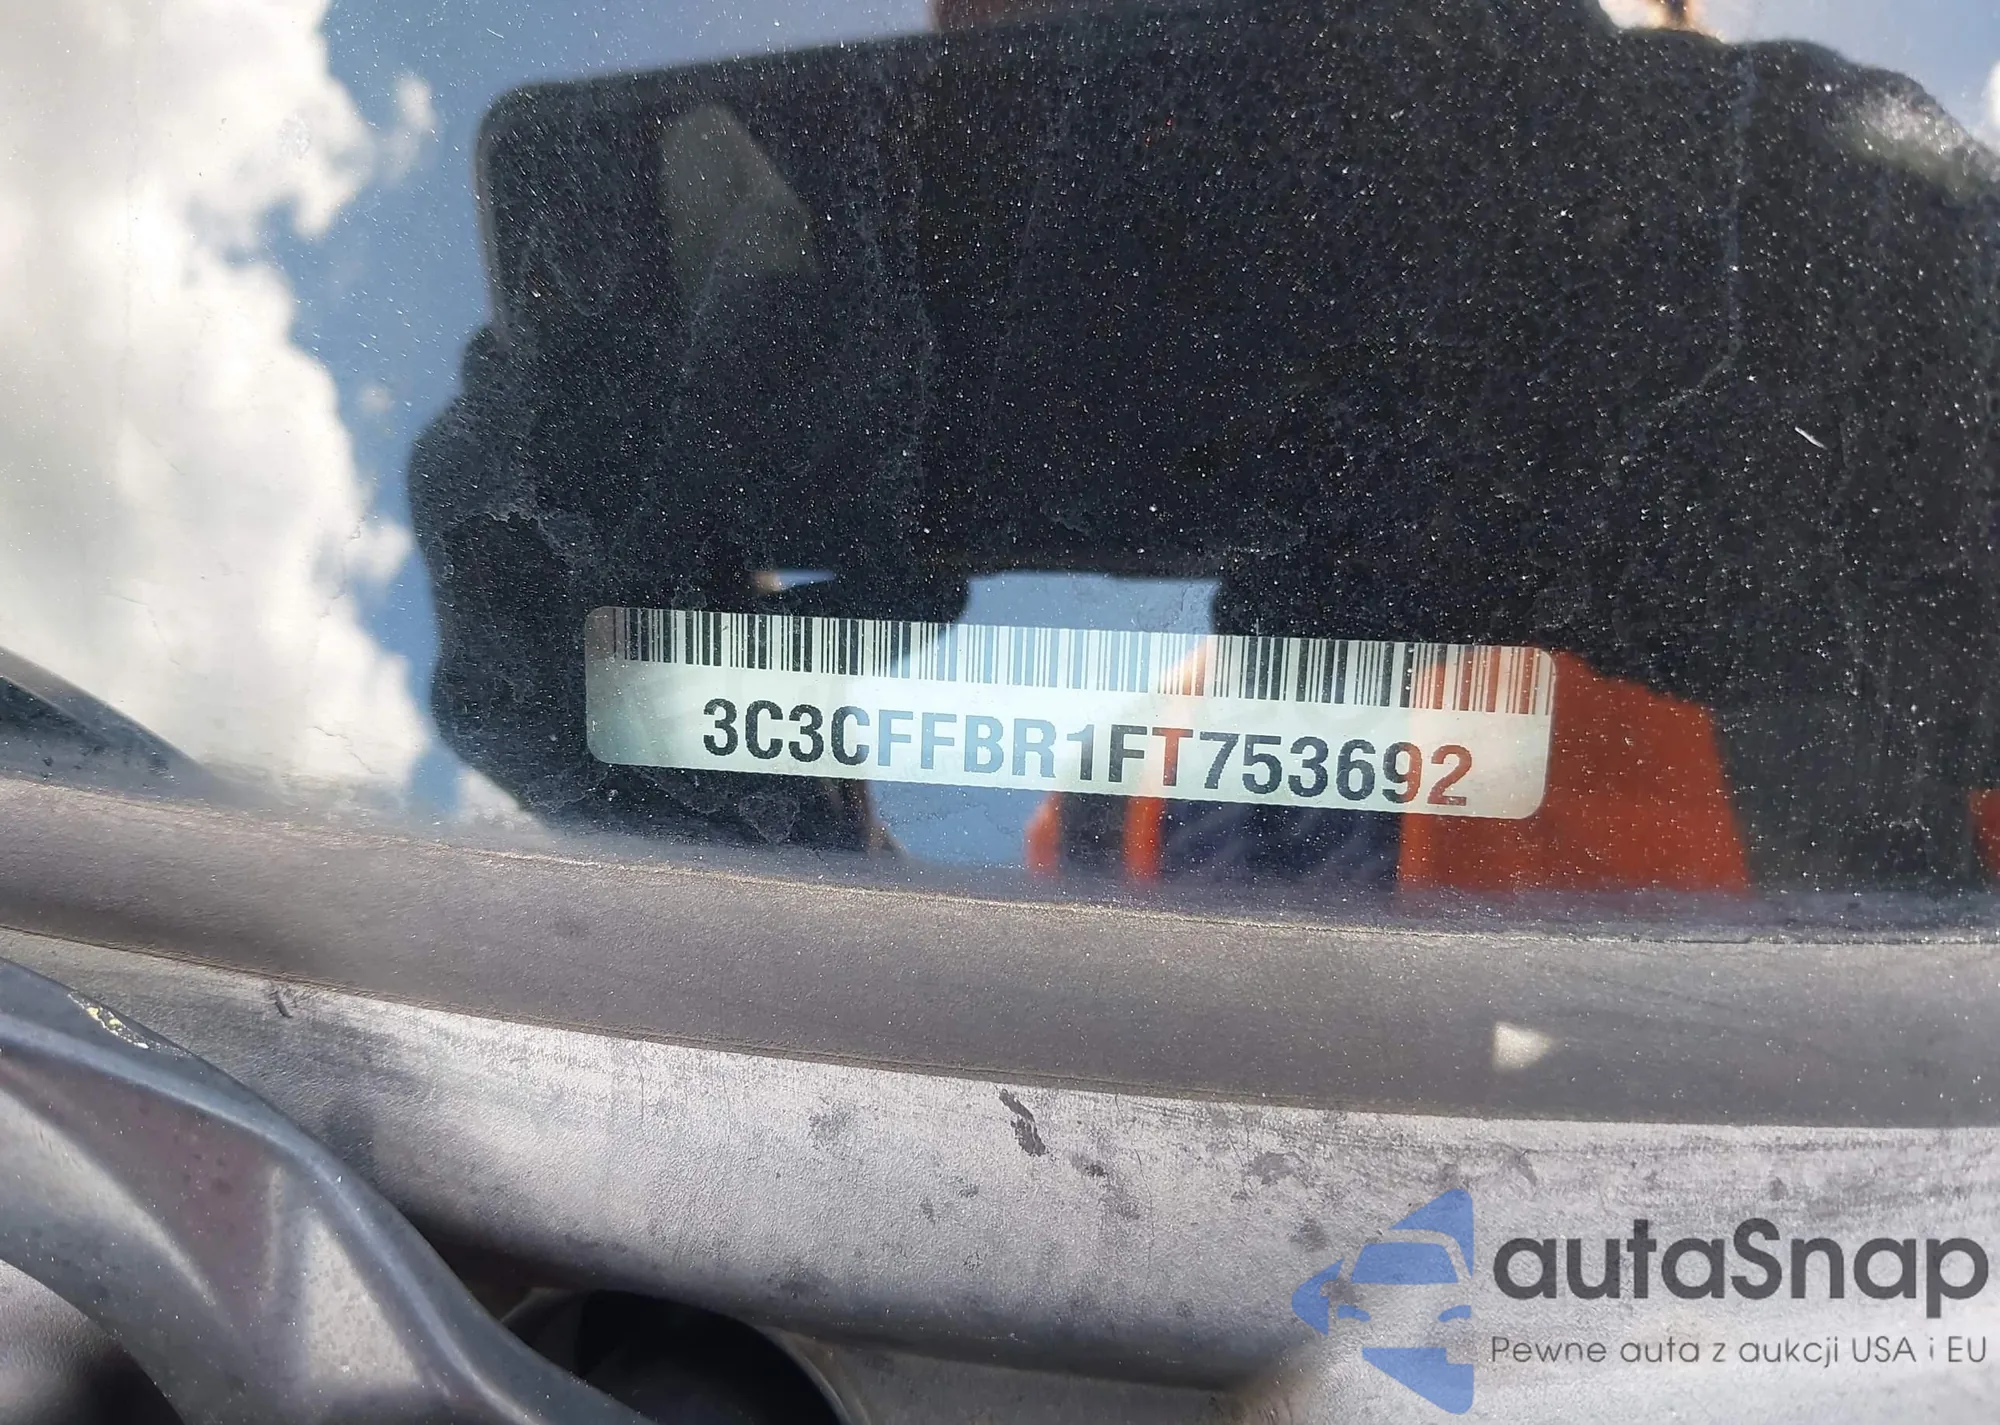 3C3CFFBR1FT753692
autaSnap
Pewne auta z aukcji USA i EU